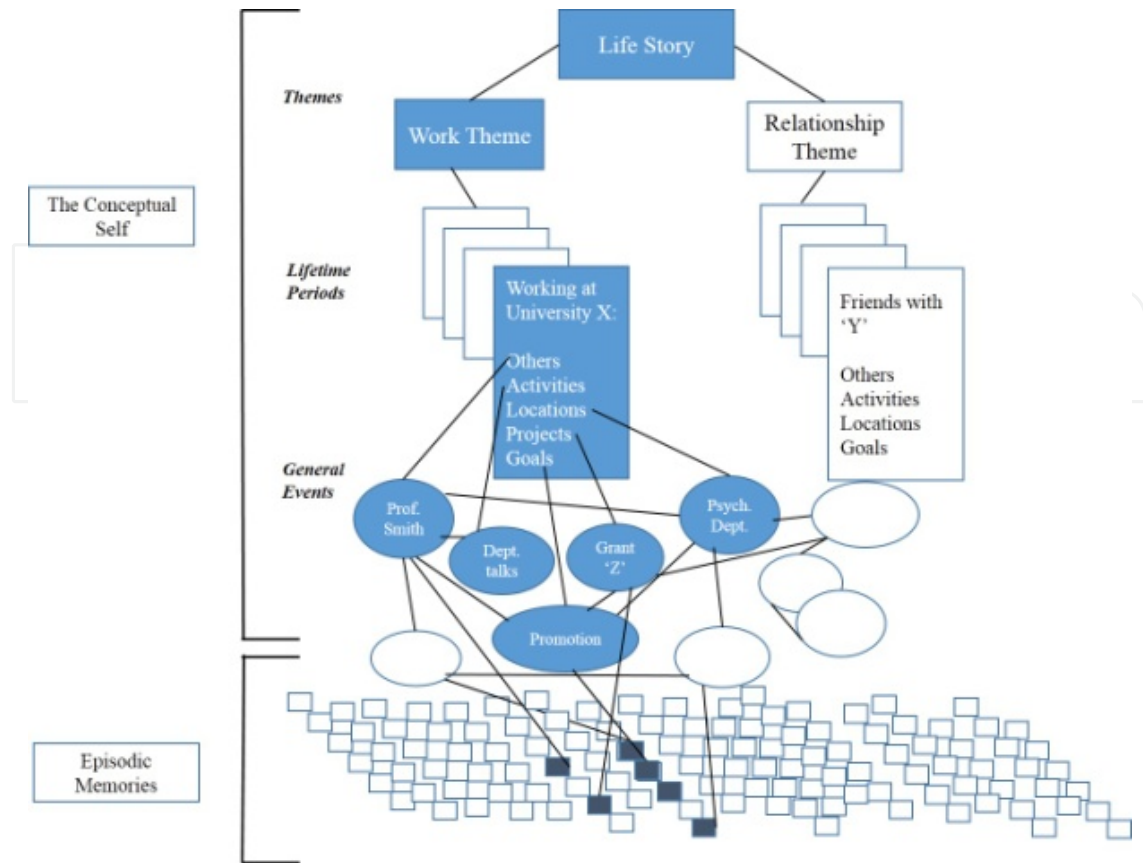 Life Story
Themes
Work Theme
Relationship
Theme
The Conceptual
Self
Lifetime
Periods
Working at
University X:
Others
Activities
Locations
Projects
Goals
Friends with
‘Y’
Others
Activities
Locations
Goals
General
Events
Prof.
Smith
Dept.
talks
Grant
‘Z’
Psych.
Dept.
Promotion
Episodic
Memories